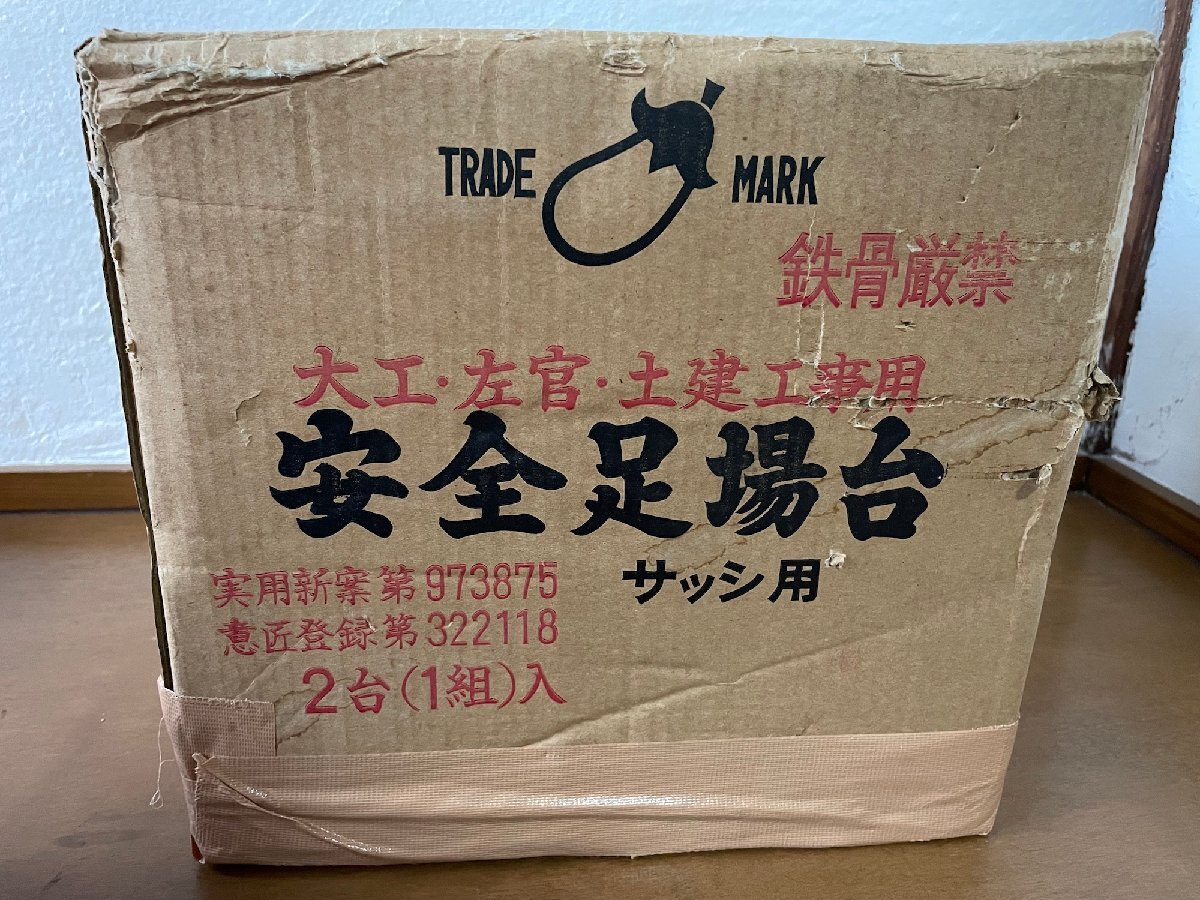 TRADE MARK
鉄骨厳禁
大工・左官・土建工事用
安全足場台
サッシ用
実用新案第973875
意匠登録第322118
2台(1組)入